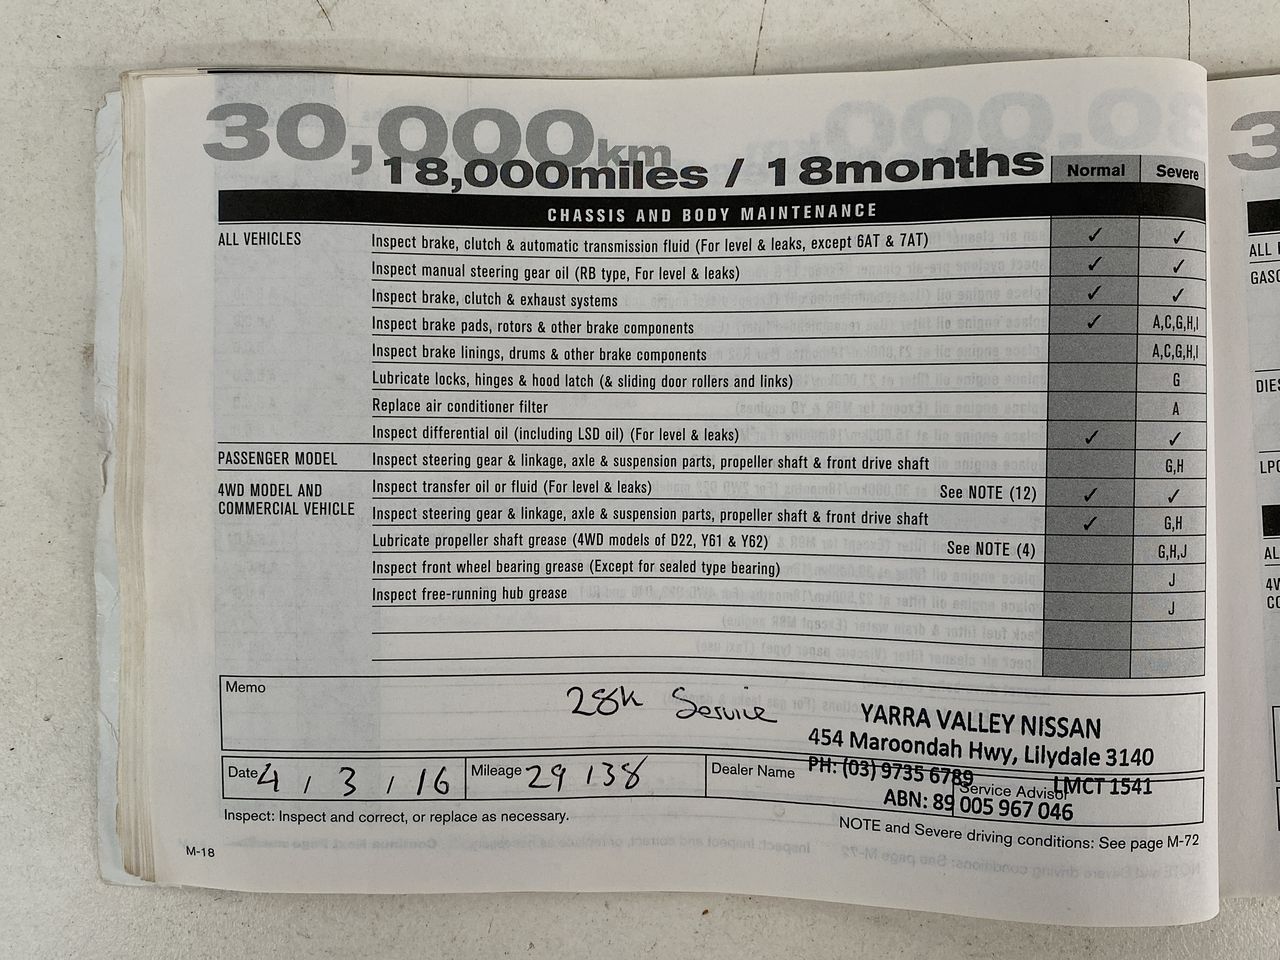 30,000km
18,000miles / 18months Normal Severe
CHASSIS AND BODY MAINTENANCE
ALL VEHICLES Inspect brake, clutch & automatic transmission fluid (For level & leaks, except 6AT & 7AT) ✓ ✓
Inspect manual steering gear oil (RB type, For level & leaks) ✓ ✓
Inspect brake, clutch & exhaust systems ✓ ✓
Inspect brake pads, rotors & other brake components ✓ A,C,G,H,I
Inspect brake linings, drums & other brake components A,C,G,H,I
Lubricate locks, hinges & hood latch (& sliding door rollers and links) G
Replace air conditioner filter A
Inspect differential oil (including LSD oil) (For level & leaks) ✓ ✓
PASSENGER MODEL Inspect steering gear & linkage, axle & suspension parts, propeller shaft & front drive shaft G,H
4WD MODEL AND COMMERCIAL VEHICLE Inspect transfer oil or fluid (For level & leaks) See NOTE (12) ✓ ✓
Inspect steering gear & linkage, axle & suspension parts, propeller shaft & front drive shaft ✓ G,H
Lubricate propeller shaft grease (4WD models of D22, Y61 & Y62) See NOTE (4) G,H,J
Inspect front wheel bearing grease (Except for sealed type bearing) J
Inspect free-running hub grease J
Memo
28k Service
YARRA VALLEY NISSAN
454 Maroondah Hwy, Lilydale 3140
PH: (03) 9735 6789 LMCT 1541
ABN: 89 005 967 046
Date 4 / 3 / 16 Mileage 29 138 Dealer Name Service Advisor
Inspect: Inspect and correct, or replace as necessary.
NOTE and Severe driving conditions: See page M-72
M-18